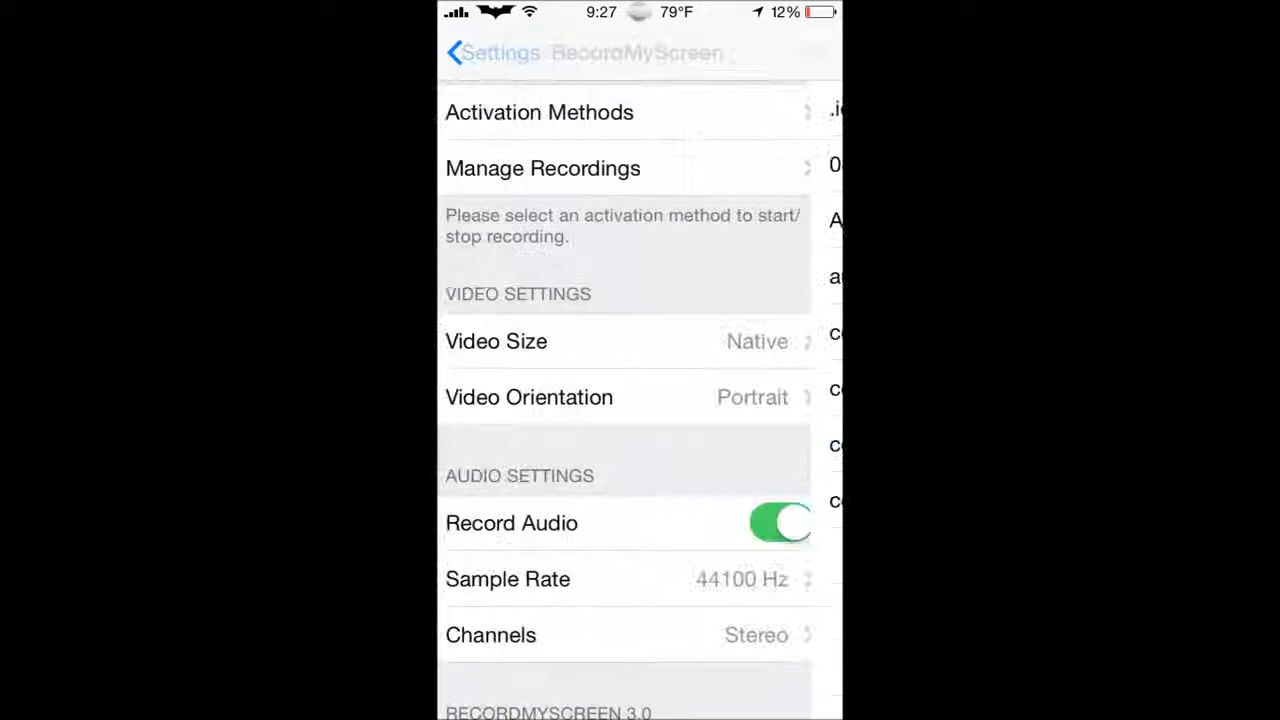 9:27 79°F 12%
Settings RecordMyScreen
Activation Methods
Manage Recordings
Please select an activation method to start/
stop recording.
VIDEO SETTINGS
Video Size Native
Video Orientation Portrait
AUDIO SETTINGS
Record Audio
Sample Rate 44100 Hz
Channels Stereo
RECORDMYSCREEN 3.0